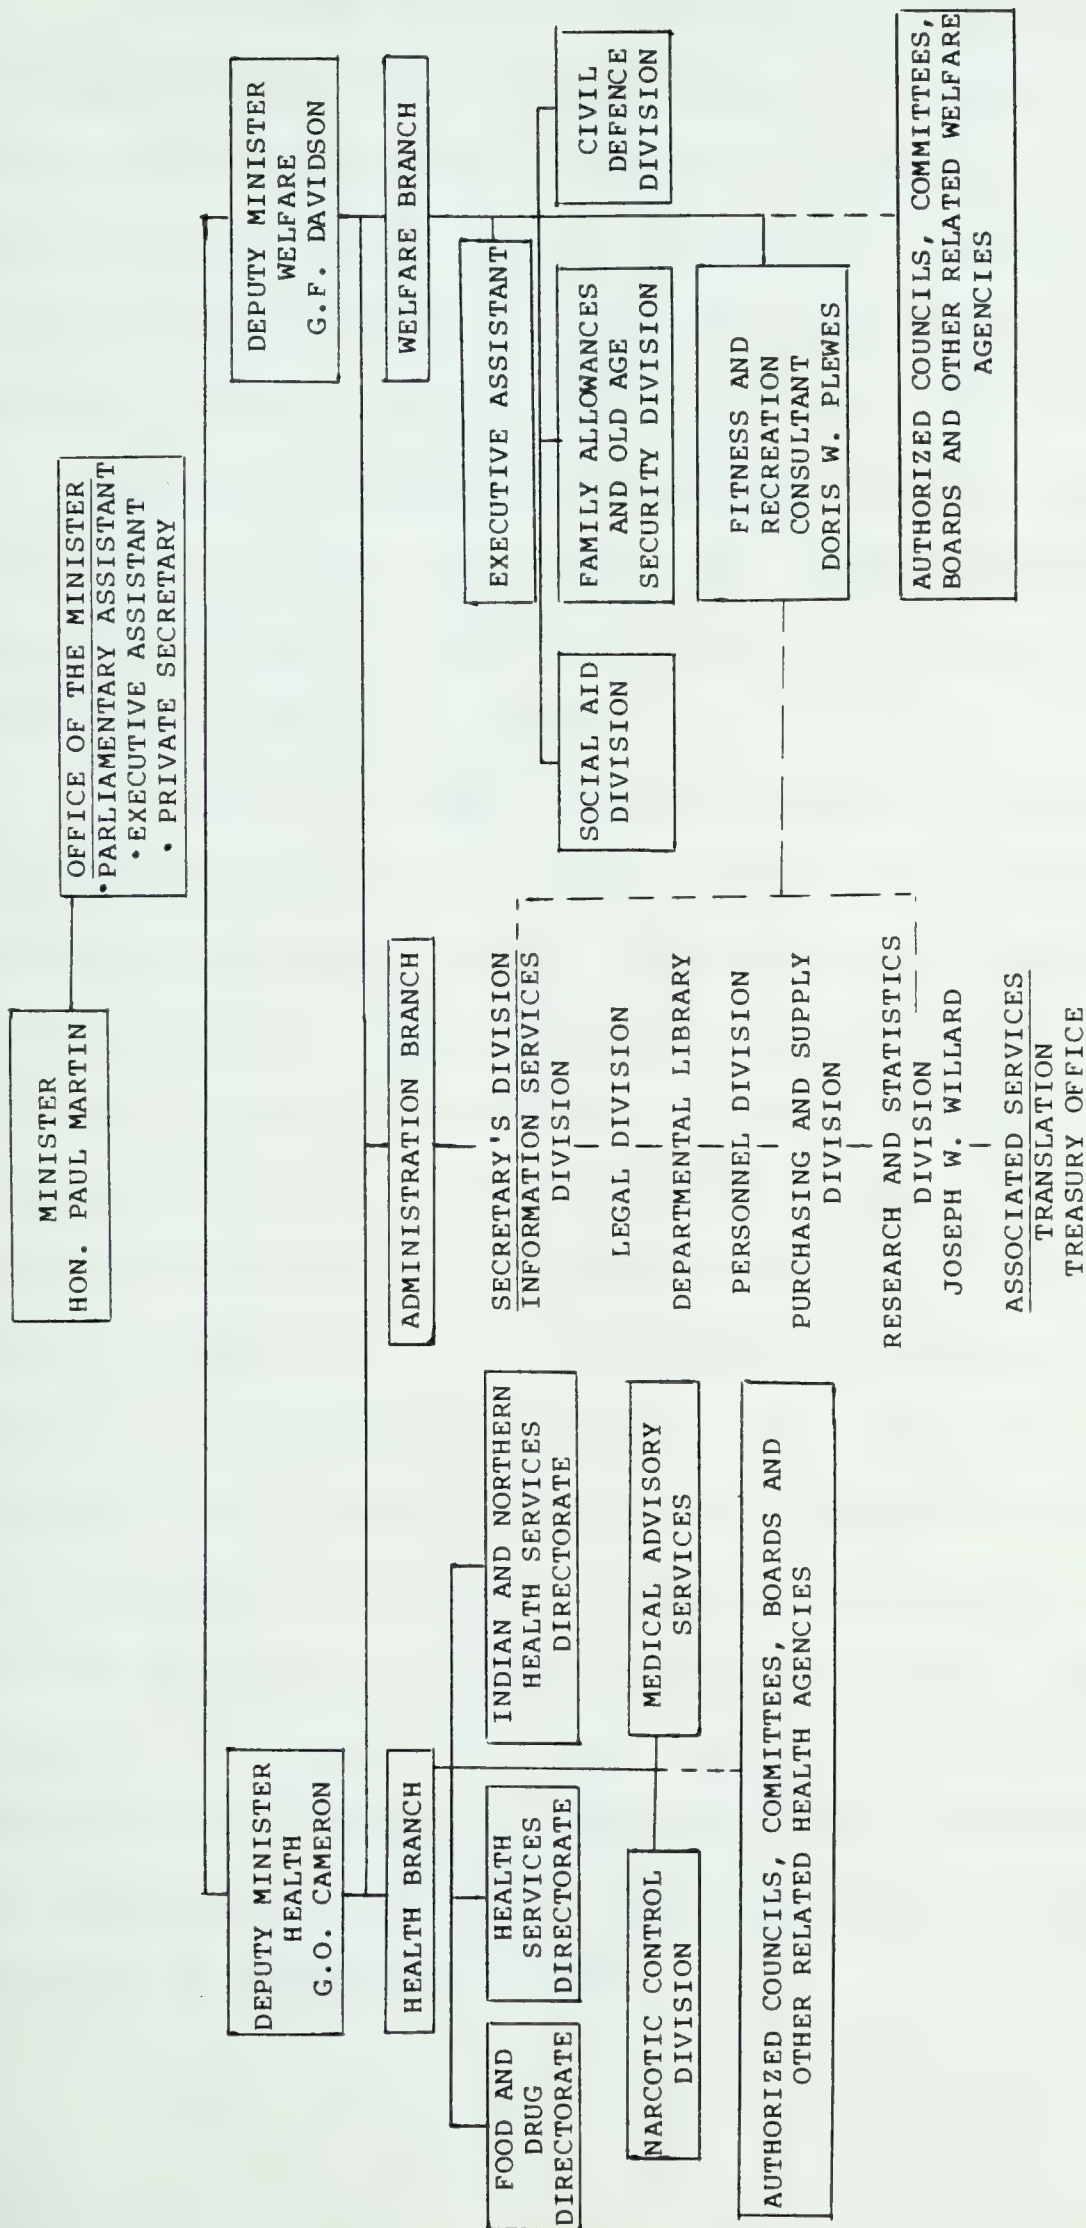 MINISTER
HON. PAUL MARTIN
OFFICE OF THE MINISTER
•PARLIAMENTARY ASSISTANT
•EXECUTIVE ASSISTANT
• PRIVATE SECRETARY
DEPUTY MINISTER
HEALTH
G.O. CAMERON
DEPUTY MINISTER
WELFARE
G.F. DAVIDSON
HEALTH BRANCH
ADMINISTRATION BRANCH
WELFARE BRANCH
FOOD AND
DRUG
DIRECTORATE
HEALTH
SERVICES
DIRECTORATE
INDIAN AND NORTHERN
HEALTH SERVICES
DIRECTORATE
NARCOTIC CONTROL
DIVISION
MEDICAL ADVISORY
SERVICES
AUTHORIZED COUNCILS, COMMITTEES, BOARDS AND
OTHER RELATED HEALTH AGENCIES
SECRETARY'S DIVISION
INFORMATION SERVICES
DIVISION
LEGAL DIVISION
DEPARTMENTAL LIBRARY
PERSONNEL DIVISION
PURCHASING AND SUPPLY
DIVISION
RESEARCH AND STATISTICS
DIVISION
JOSEPH W. WILLARD
ASSOCIATED SERVICES
TRANSLATION
TREASURY OFFICE
EXECUTIVE ASSISTANT
SOCIAL AID
DIVISION
FAMILY ALLOWANCES
AND OLD AGE
SECURITY DIVISION
CIVIL
DEFENCE
DIVISION
FITNESS AND
RECREATION
CONSULTANT
DORIS W. PLEWES
AUTHORIZED COUNCILS, COMMITTEES,
BOARDS AND OTHER RELATED WELFARE
AGENCIES